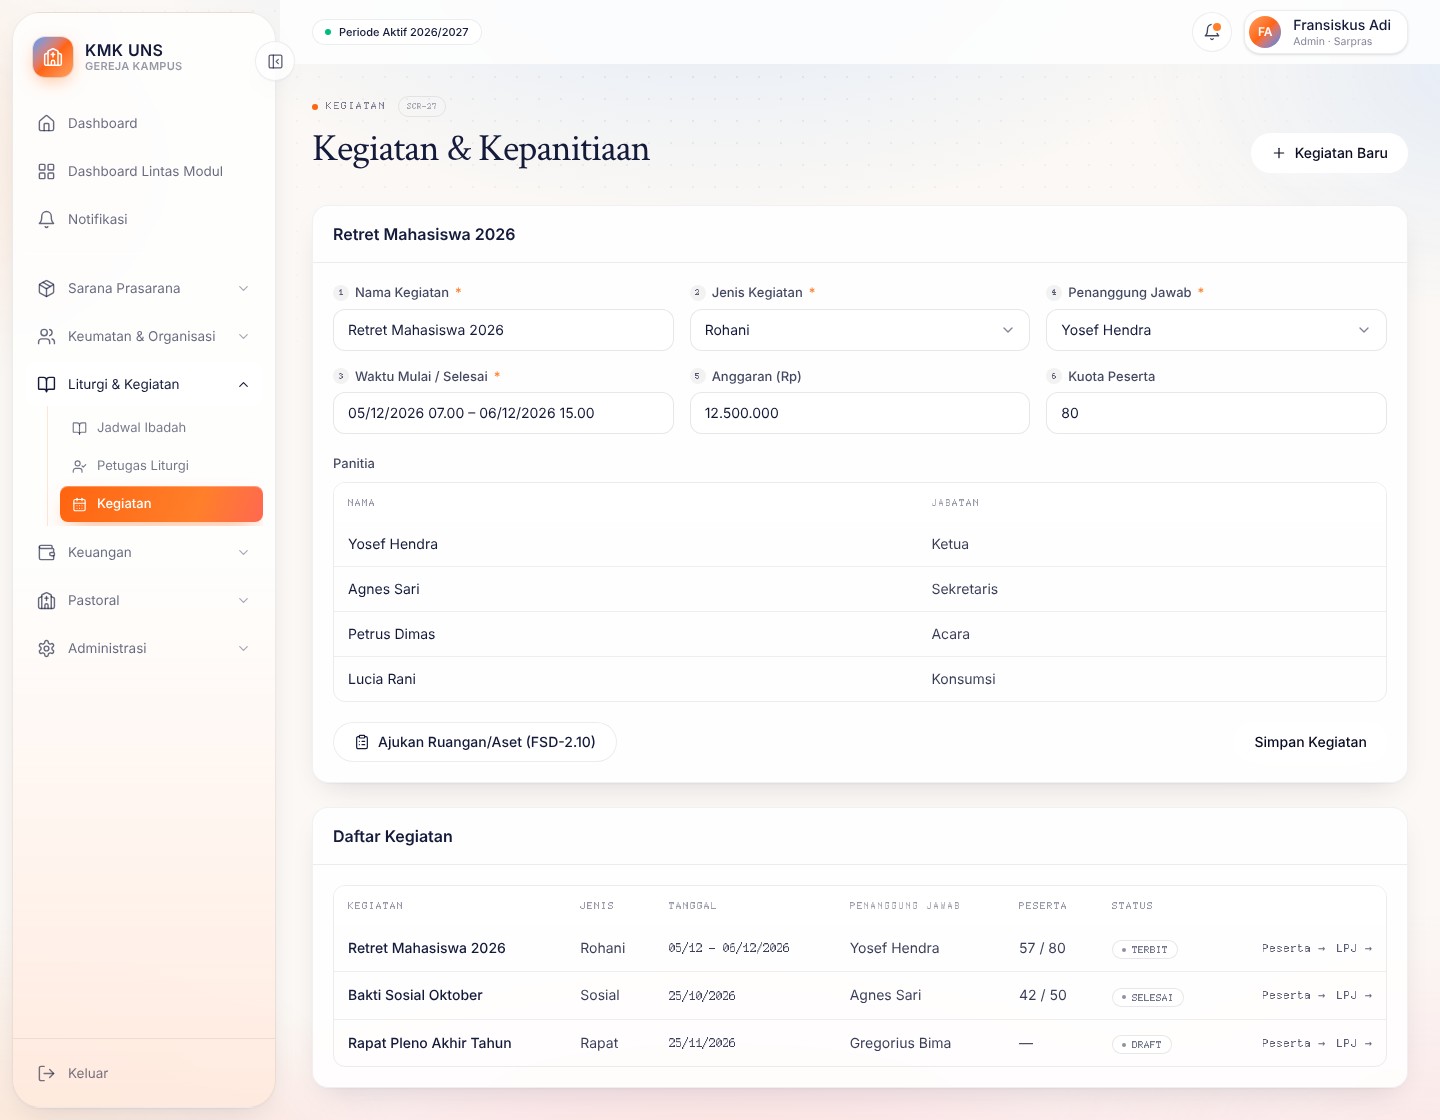 KMK UNS
GEREJA KAMPUS
Dashboard
Dashboard Lintas Modul
Notifikasi
Sarana Prasarana
Keumatan & Organisasi
Liturgi & Kegiatan
Jadwal Ibadah
Petugas Liturgi
Kegiatan
Keuangan
Pastoral
Administrasi
Keluar
Periode Aktif 2026/2027
FA
Fransiskus Adi
Admin · Sarpras
KEGIATAN SCR-27
Kegiatan & Kepanitiaan
+ Kegiatan Baru
Retret Mahasiswa 2026
1 Nama Kegiatan *
Retret Mahasiswa 2026
2 Jenis Kegiatan *
Rohani
4 Penanggung Jawab *
Yosef Hendra
3 Waktu Mulai / Selesai *
05/12/2026 07.00 – 06/12/2026 15.00
5 Anggaran (Rp)
12.500.000
6 Kuota Peserta
80
Panitia
NAMA JABATAN
Yosef Hendra Ketua
Agnes Sari Sekretaris
Petrus Dimas Acara
Lucia Rani Konsumsi
Ajukan Ruangan/Aset (FSD-2.10)
Simpan Kegiatan
Daftar Kegiatan
KEGIATAN JENIS TANGGAL PENANGGUNG JAWAB PESERTA STATUS
Retret Mahasiswa 2026 Rohani 05/12 – 06/12/2026 Yosef Hendra 57 / 80 TERBIT Peserta → LPJ →
Bakti Sosial Oktober Sosial 25/10/2026 Agnes Sari 42 / 50 SELESAI Peserta → LPJ →
Rapat Pleno Akhir Tahun Rapat 25/11/2026 Gregorius Bima — DRAFT Peserta → LPJ →